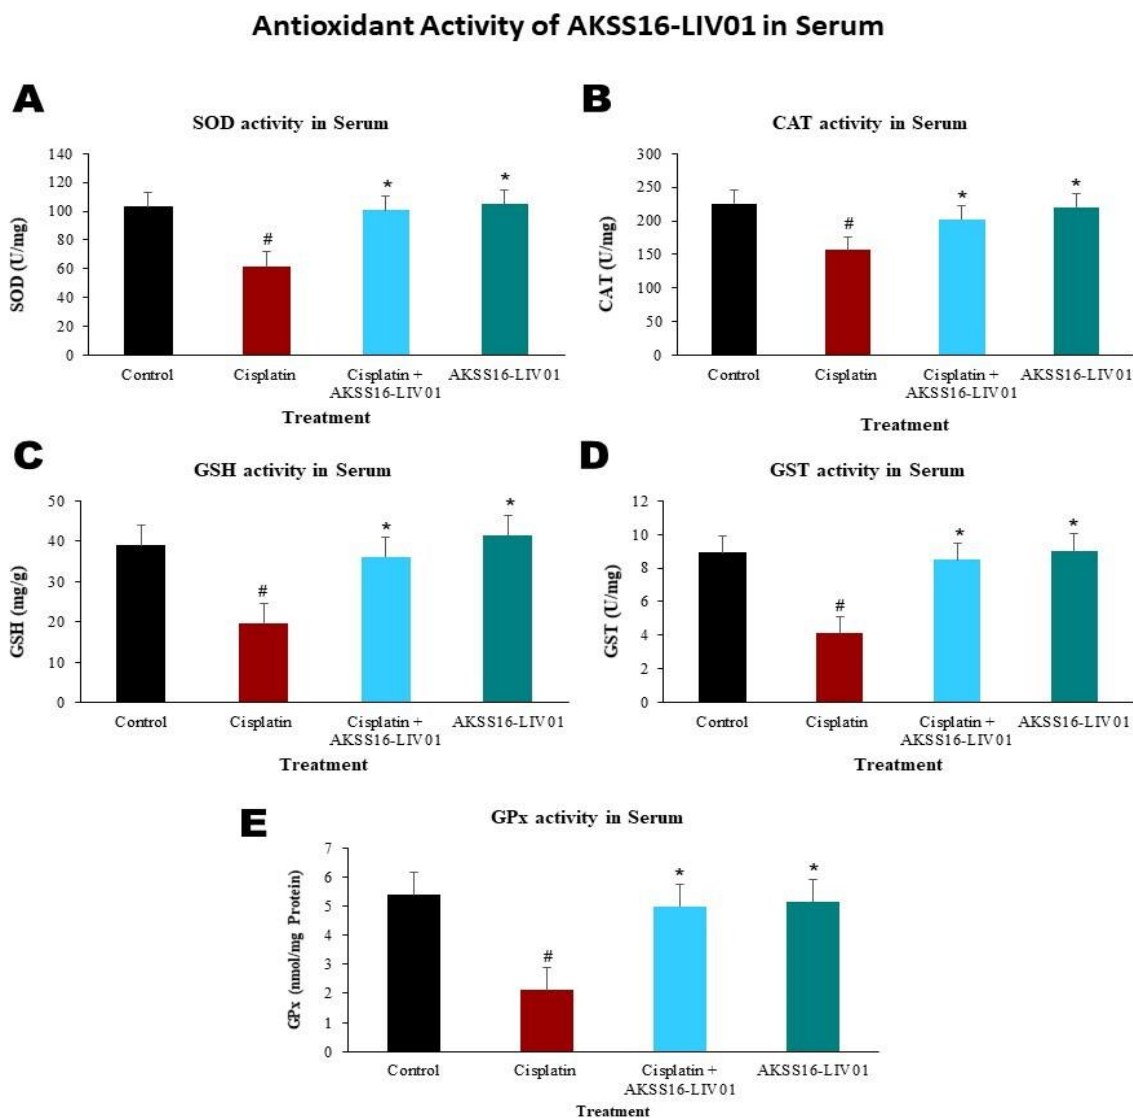 Antioxidant Activity of AKSS16-LIV01 in Serum
A
SOD activity in Serum
SOD (U/mg)
140
120
100
80
60
40
20
0
#
*
*
Control
Cisplatin
Cisplatin +
AKSS16-LIV01
AKSS16-LIV01
Treatment
B
CAT activity in Serum
CAT (U/mg)
300
250
200
150
100
50
0
#
*
*
Control
Cisplatin
Cisplatin +
AKSS16-LIV01
AKSS16-LIV01
Treatment
C
GSH activity in Serum
GSH (mg/g)
50
40
30
20
10
0
#
*
*
Control
Cisplatin
Cisplatin +
AKSS16-LIV01
AKSS16-LIV01
Treatment
D
GST activity in Serum
GST (U/mg)
12
10
8
6
4
2
0
#
*
*
Control
Cisplatin
Cisplatin +
AKSS16-LIV01
AKSS16-LIV01
Treatment
E
GPx activity in Serum
GPx (nmol/mg Protein)
7
6
5
4
3
2
1
0
#
*
*
Control
Cisplatin
Cisplatin +
AKSS16-LIV01
AKSS16-LIV01
Treatment